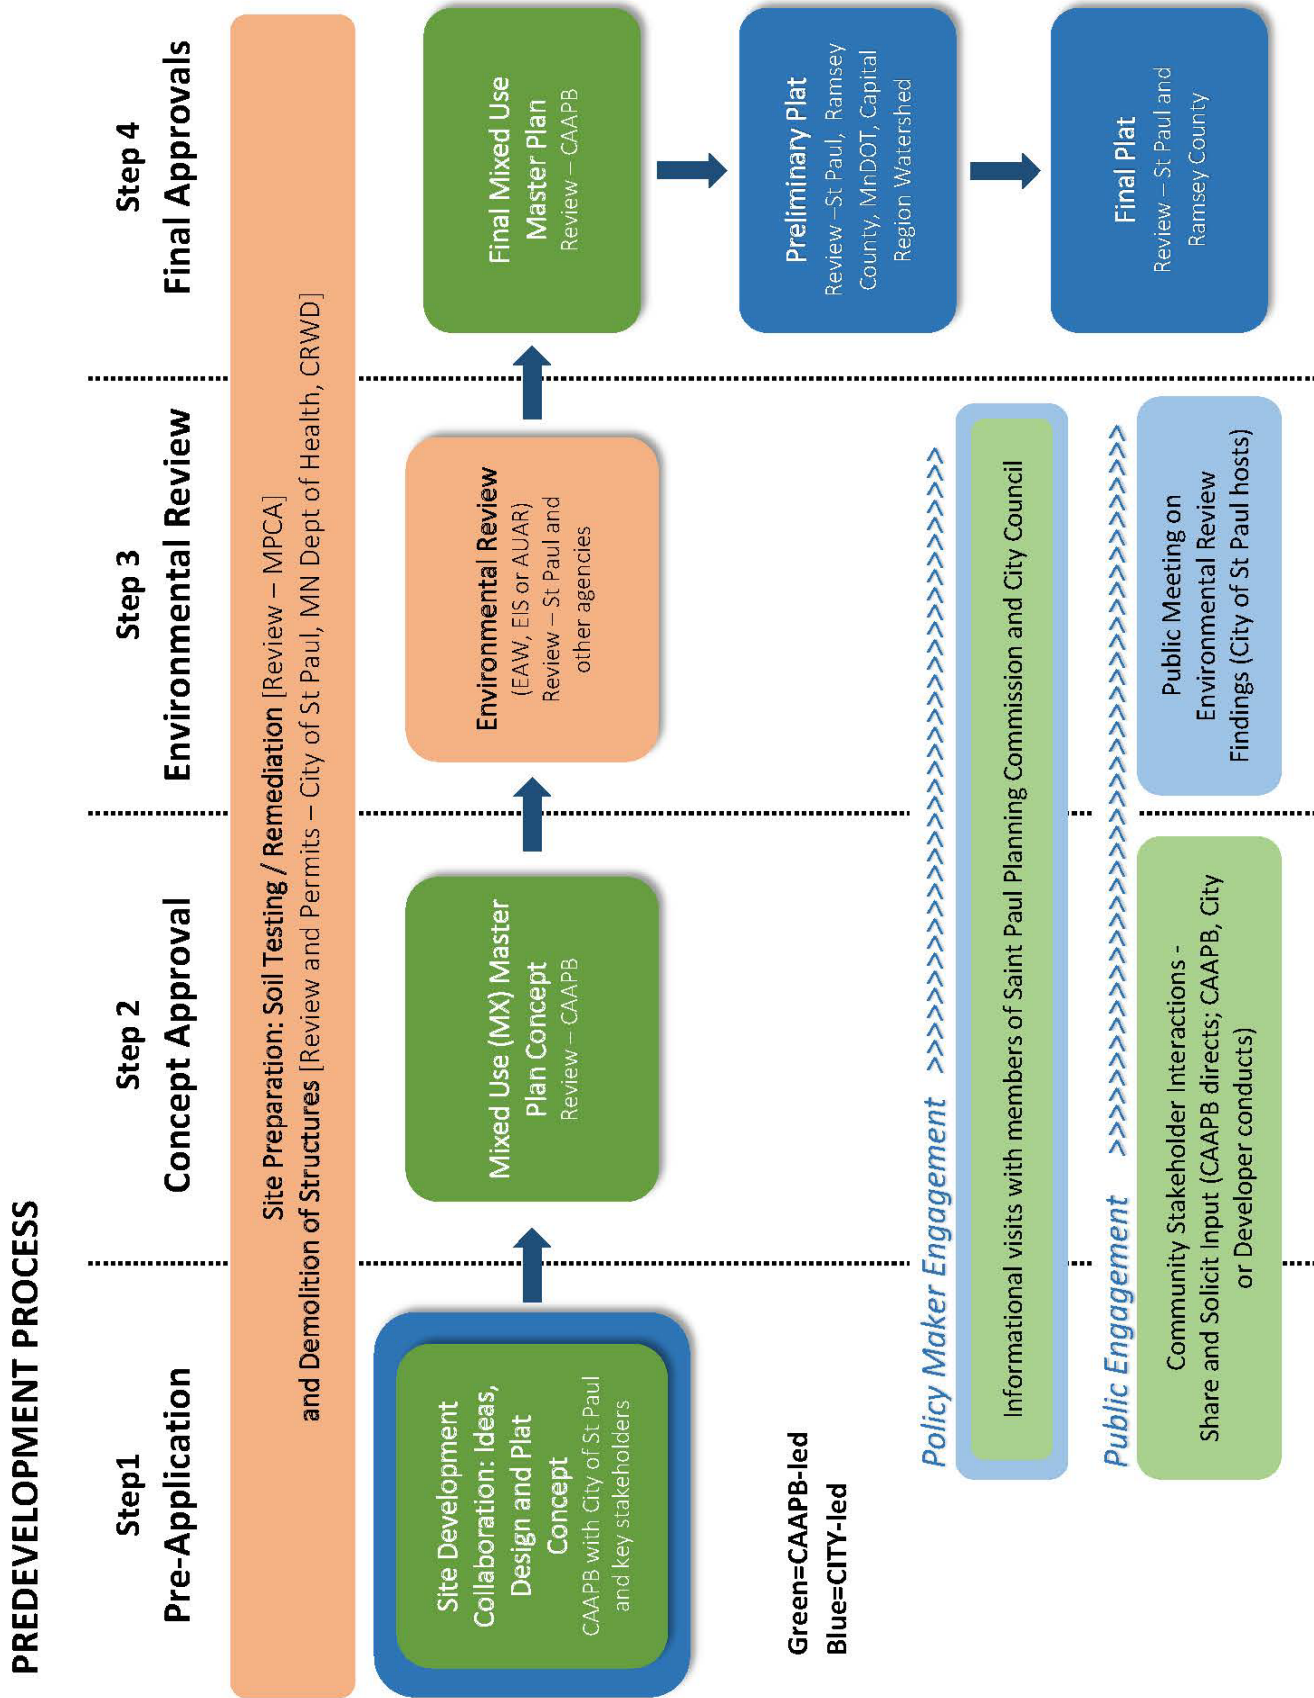 PREDEVELOPMENT PROCESS
Step1
Pre-Application
Step 2
Concept Approval
Step 3
Environmental Review
Step 4
Final Approvals
Site Preparation: Soil Testing / Remediation [Review – MPCA]
and Demolition of Structures [Review and Permits – City of St Paul, MN Dept of Health, CRWD]
Site Development
Collaboration: Ideas,
Design and Plat
Concept
CAAPB with City of St Paul
and key stakeholders
Mixed Use (MX) Master
Plan Concept
Review – CAAPB
Environmental Review
(EAW, EIS or AUAR)
Review – St Paul and
other agencies
Final Mixed Use
Master Plan
Review – CAAPB
Preliminary Plat
Review –St Paul, Ramsey
County, MnDOT, Capital
Region Watershed
Final Plat
Review – St Paul and
Ramsey County
Green=CAAPB-led
Blue=CITY-led
Policy Maker Engagement >>>>>>>>>>>>>>>>>>>>>>>>>>>>>>>>>>>>>>>>
Informational visits with members of Saint Paul Planning Commission and City Council
Public Engagement >>>>>>>>>>>>>>>>>>>>>>>>>>>>>>>>>>>>>>>>>>>>>>
Community Stakeholder Interactions -
Share and Solicit Input (CAAPB directs; CAAPB, City
or Developer conducts)
Public Meeting on
Environmental Review
Findings (City of St Paul hosts)